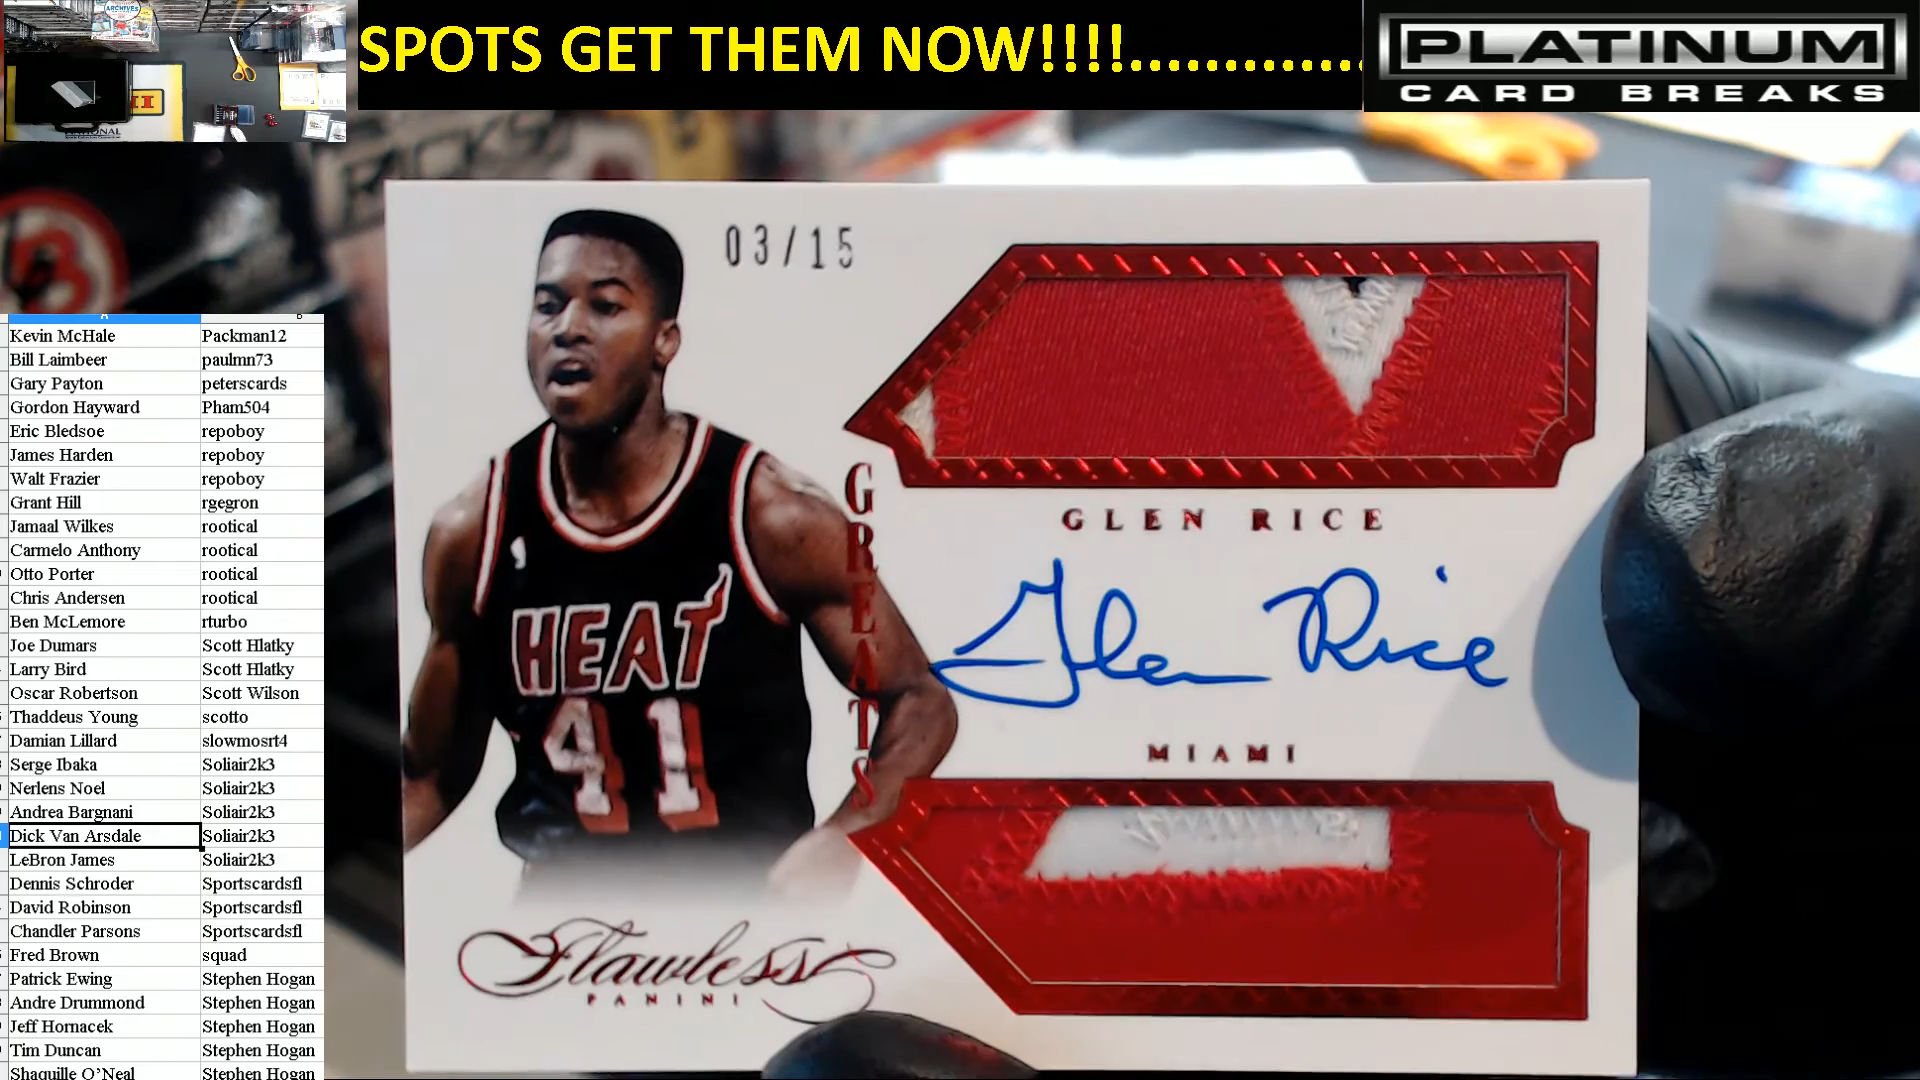 ARCHIVES
SPOTS GET THEM NOW!!!!.............
PLATINUM
CARD BREAKS
A B
Kevin McHale Packman12
Bill Laimbeer paulmn73
Gary Payton peterscards
Gordon Hayward Pham504
Eric Bledsoe repoboy
James Harden repoboy
Walt Frazier repoboy
Grant Hill rgegron
Jamaal Wilkes rootical
Carmelo Anthony rootical
Otto Porter rootical
Chris Andersen rootical
Ben McLemore rturbo
Joe Dumars Scott Hlatky
Larry Bird Scott Hlatky
Oscar Robertson Scott Wilson
Thaddeus Young scotto
Damian Lillard slowmosrt4
Serge Ibaka Soliair2k3
Nerlens Noel Soliair2k3
Andrea Bargnani Soliair2k3
Dick Van Arsdale Soliair2k3
LeBron James Soliair2k3
Dennis Schroder Sportscardsfl
David Robinson Sportscardsfl
Chandler Parsons Sportscardsfl
Fred Brown squad
Patrick Ewing Stephen Hogan
Andre Drummond Stephen Hogan
Jeff Hornacek Stephen Hogan
Tim Duncan Stephen Hogan
Shaquille O'Neal Stephen Hogan
03/15
GREATS
GLEN RICE
Glen Rice
MIAMI
HEAT
41
Flawless
PANINI